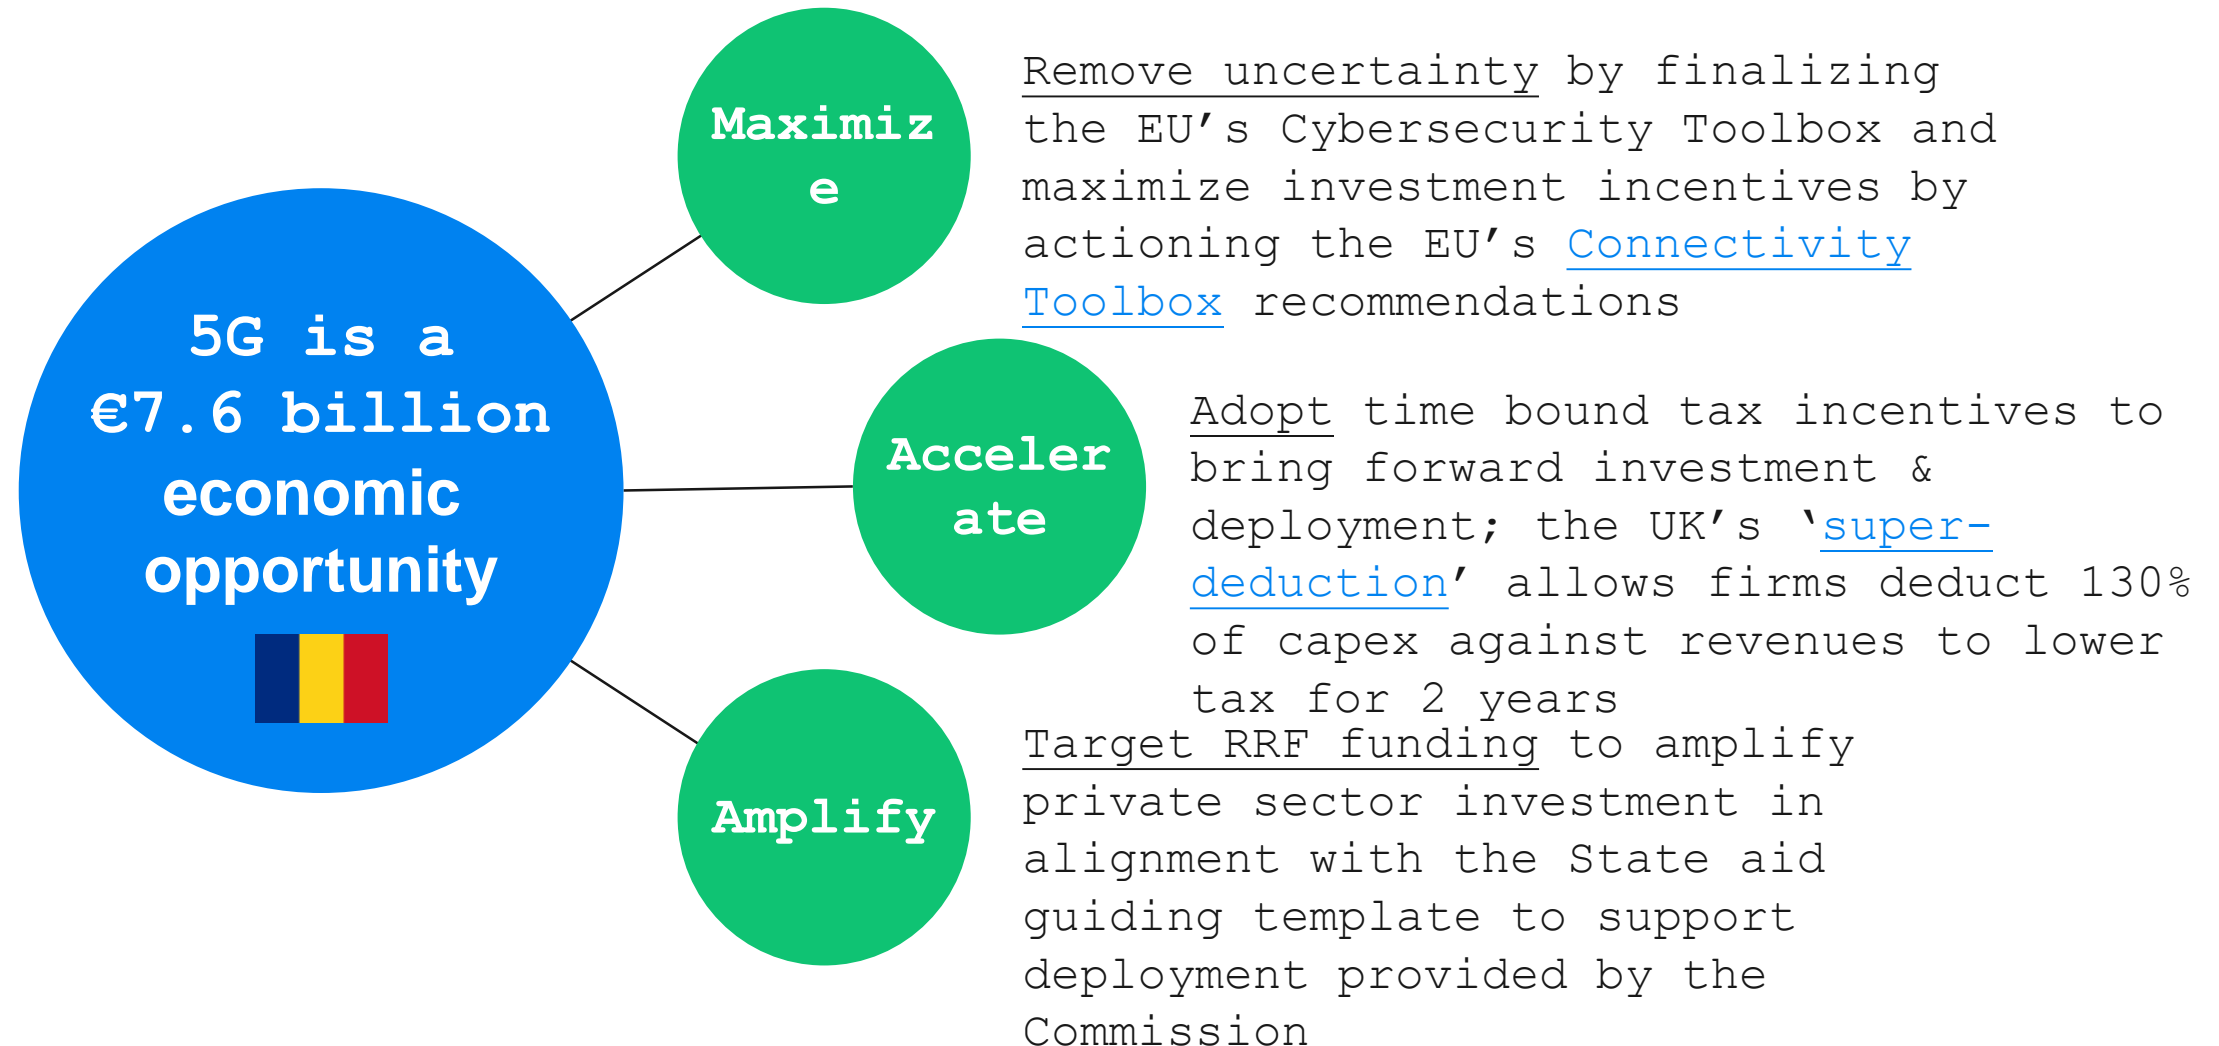 5G is a
€7.6 billion
economic
opportunity
Maximiz
e
Remove uncertainty by finalizing
the EU’s Cybersecurity Toolbox and
maximize investment incentives by
actioning the EU’s Connectivity
Toolbox recommendations
Acceler
ate
Adopt time bound tax incentives to
bring forward investment &
deployment; the UK’s ‘super-
deduction’ allows firms deduct 130%
of capex against revenues to lower
tax for 2 years
Amplify
Target RRF funding to amplify
private sector investment in
alignment with the State aid
guiding template to support
deployment provided by the
Commission